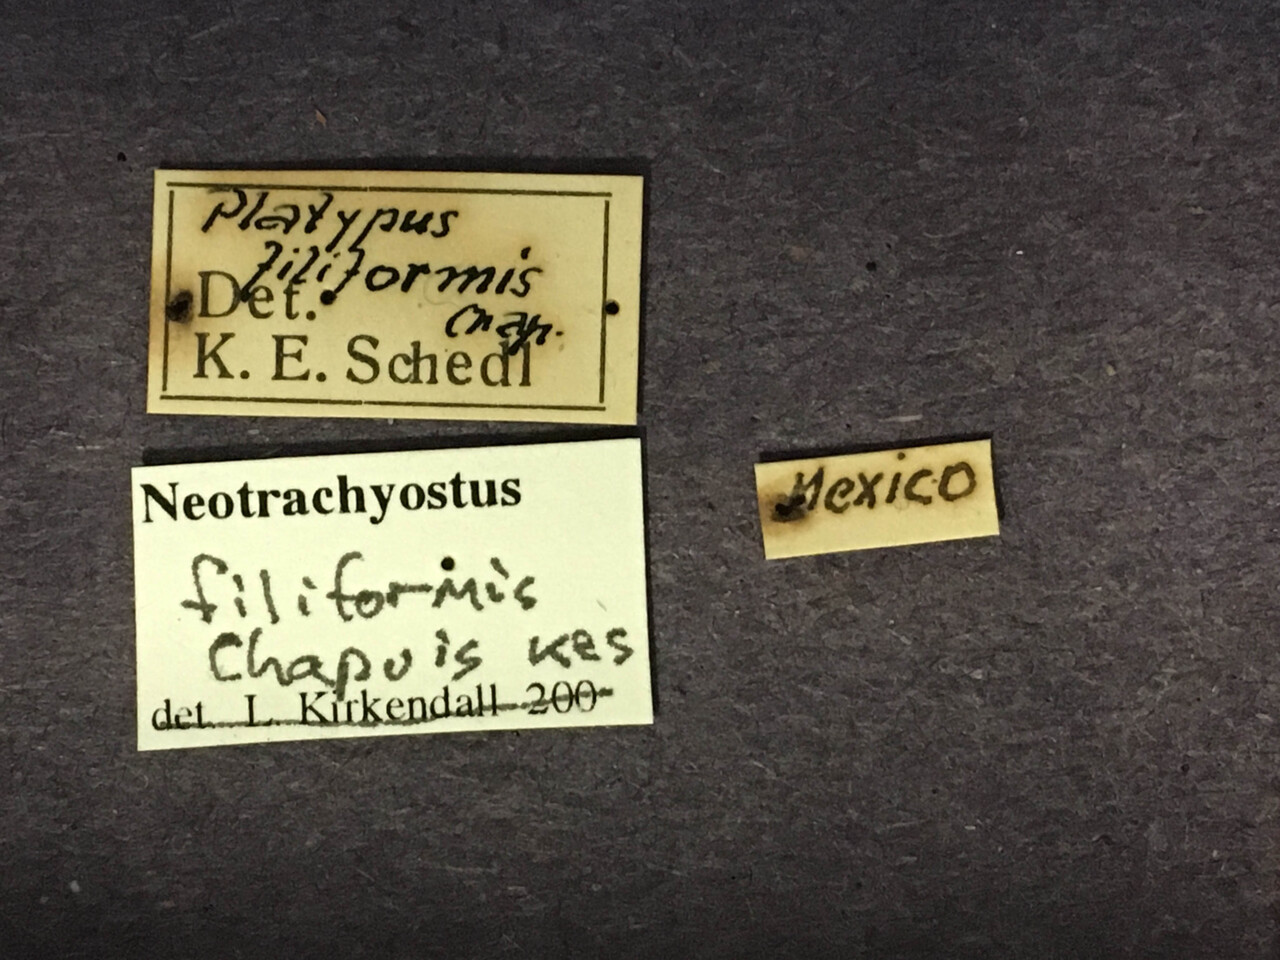 Platypus
filiformis
Det.
Chap.
K. E. Schedl
Neotrachyostus
filiformis
Chapuis KES
det. L. Kirkendall 200-
Mexico